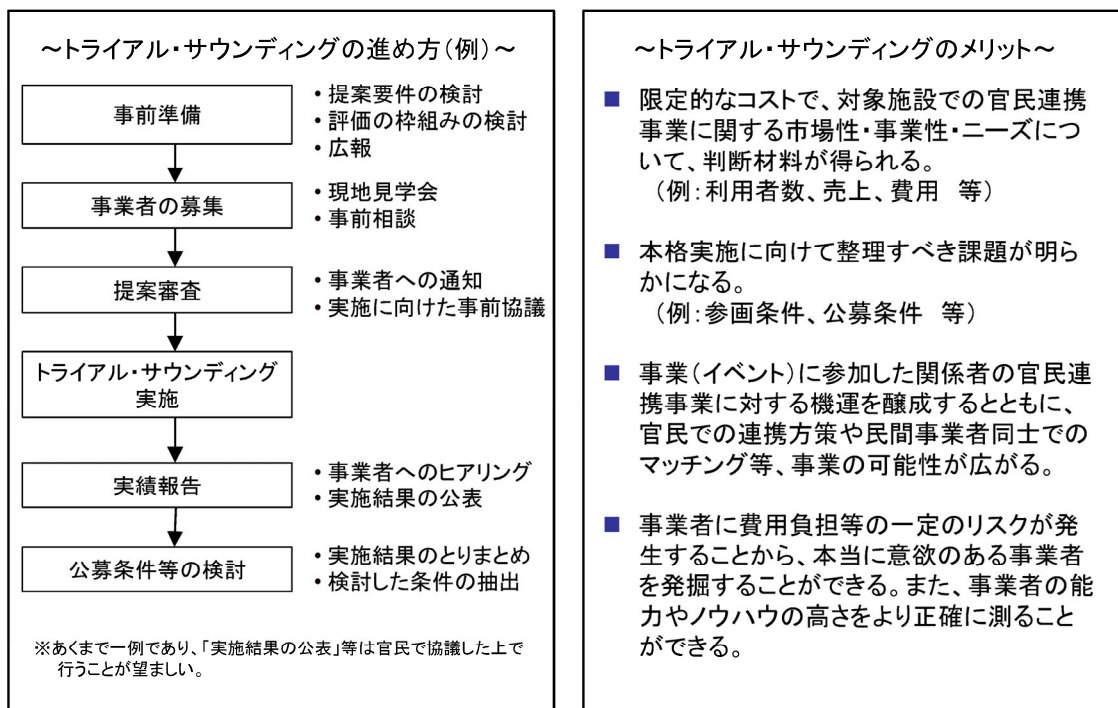 ～トライアル・サウンディングの進め方（例）～
事前準備
・提案要件の検討
・評価の枠組みの検討
・広報
事業者の募集
・現地見学会
・事前相談
提案審査
・事業者への通知
・実施に向けた事前協議
トライアル・サウンディング
実施
実績報告
・事業者へのヒアリング
・実施結果の公表
公募条件等の検討
・実施結果のとりまとめ
・検討した条件の抽出
※あくまで一例であり、「実施結果の公表」等は官民で協議した上で
行うことが望ましい。
～トライアル・サウンディングのメリット～
■ 限定的なコストで、対象施設での官民連携
事業に関する市場性・事業性・ニーズについ
て、判断材料が得られる。
（例：利用者数、売上、費用　等）
■ 本格実施に向けて整理すべき課題が明ら
かになる。
（例：参画条件、公募条件　等）
■ 事業（イベント）に参加した関係者の官民連
携事業に対する機運を醸成するとともに、
官民での連携方策や民間事業者同士での
マッチング等、事業の可能性が広がる。
■ 事業者に費用負担等の一定のリスクが発
生することから、本当に意欲のある事業者
を発掘することができる。また、事業者の能
力やノウハウの高さをより正確に測ること
ができる。